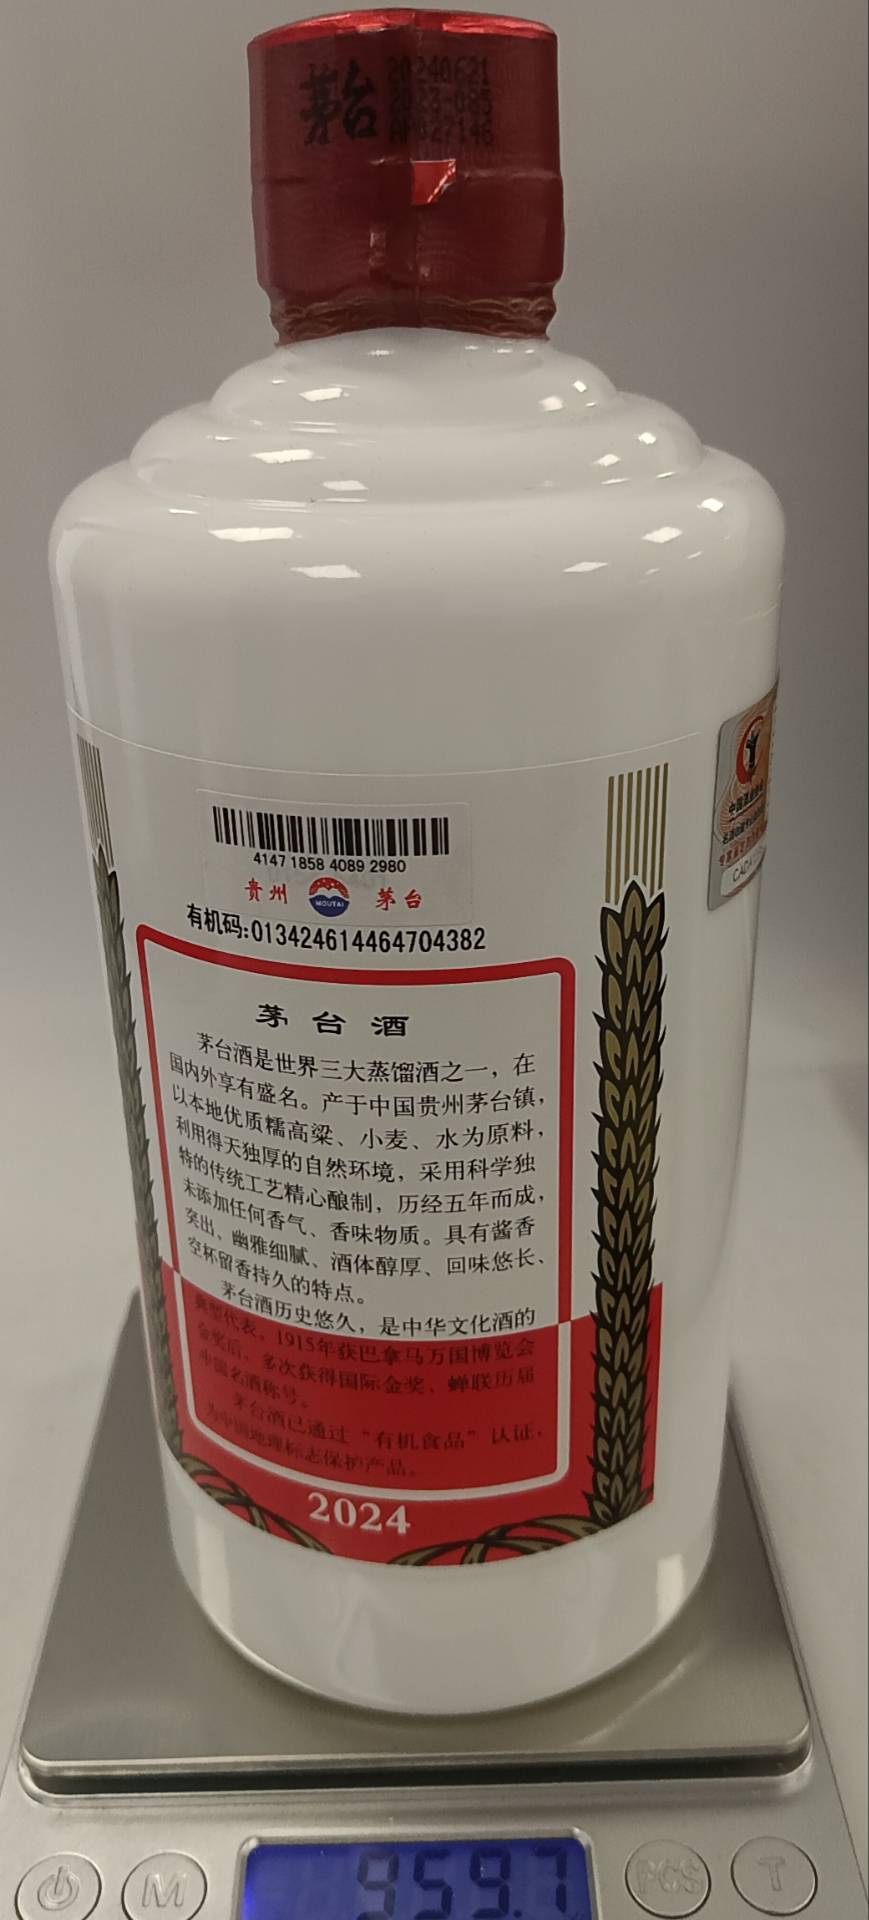 茅台
20240621
2023-085
4147 1858 4089 2980
贵州 MOUTAI 茅台
有机码:013424614464704382
茅台酒
茅台酒是世界三大蒸馏酒之一，在
国内外享有盛名。产于中国贵州茅台镇，
以本地优质糯高粱、小麦、水为原料，
利用得天独厚的自然环境，采用科学独
特的传统工艺精心酿制，历经五年而成，
未添加任何香气、香味物质。具有酱香
突出、幽雅细腻、酒体醇厚、回味悠长、
空杯留香持久的特点。
茅台酒历史悠久，是中华文化酒的
典型代表。1915年获巴拿马万国博览会
金奖后，多次获得国际金奖、蝉联历届
中国名酒称号。
茅台酒已通过“有机食品”认证，
为中国地理标志保护产品。
2024
959.7
M
PCS
T